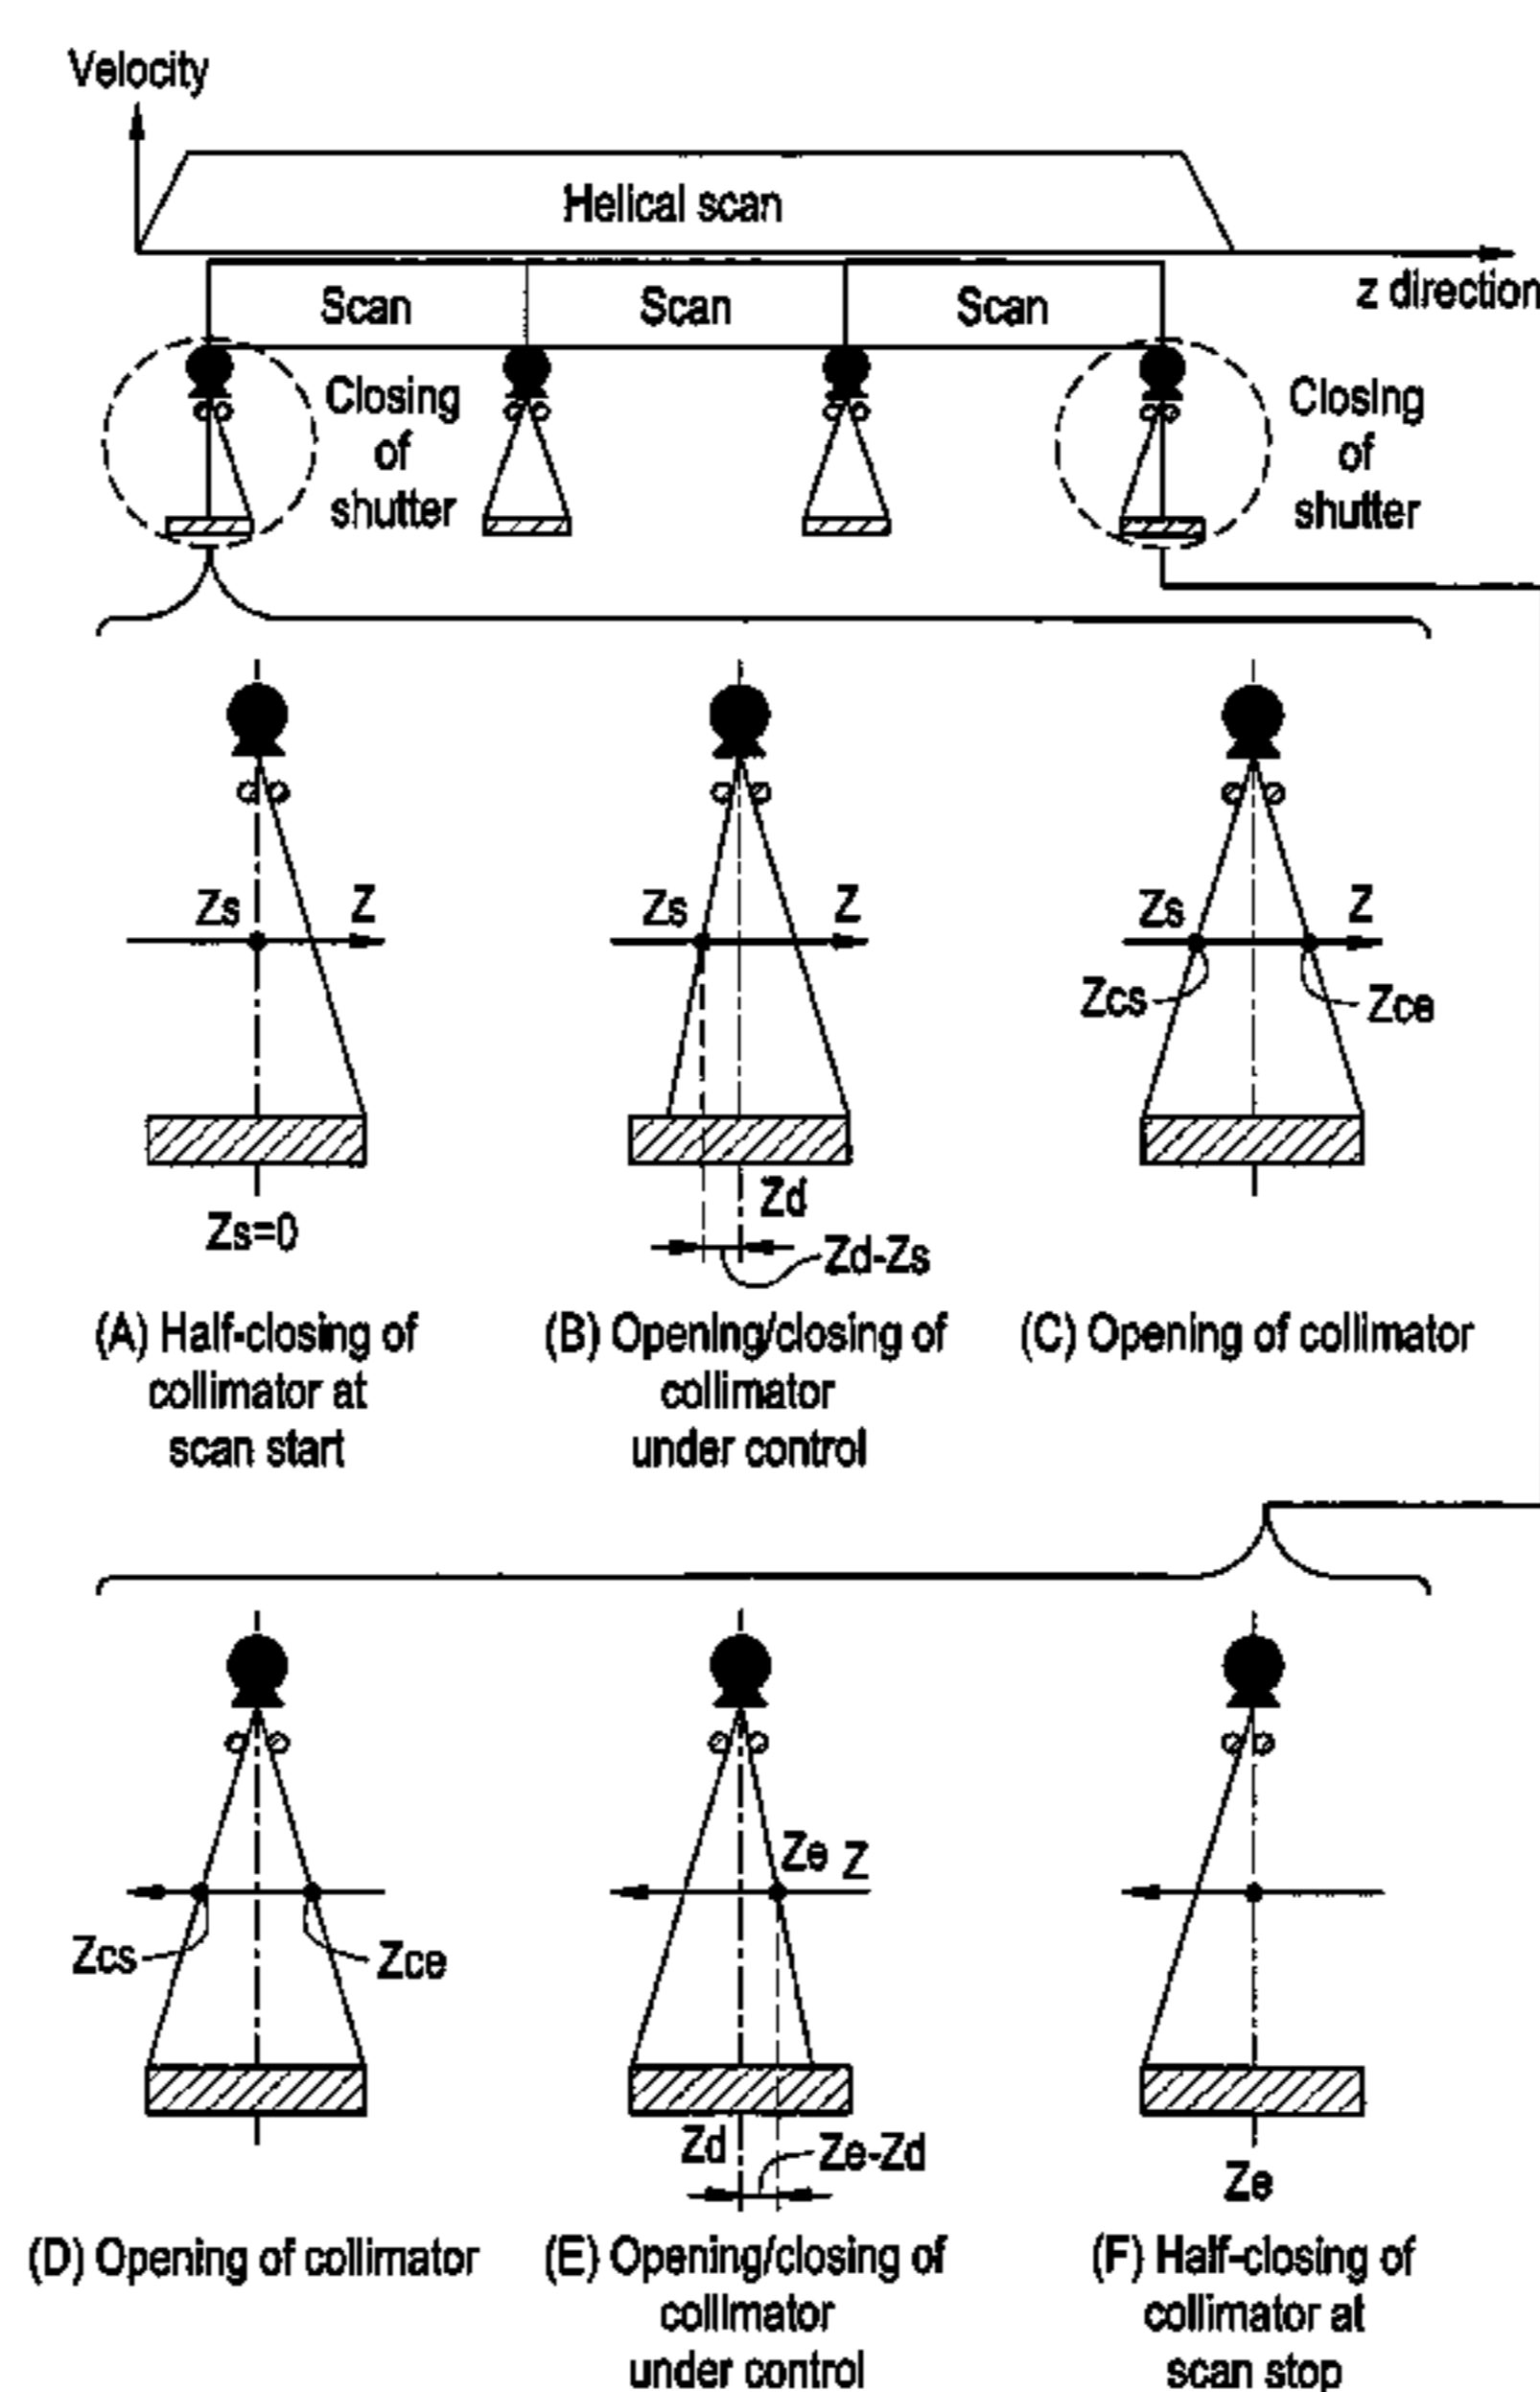 Velocity
Helical scan
z direction
Scan Scan Scan
Closing
of
shutter
Closing
of
shutter
Zs Z
Zs Z
Zs Z
Zcs Zce
Zs=0
Zd
Zd-Zs
(A) Half-closing of
collimator at
scan start
(B) Opening/closing of
collimator
under control
(C) Opening of collimator
Zcs Zce
Ze Z
Zd Ze-Zd
Ze
(D) Opening of collimator
(E) Opening/closing of
collimator
under control
(F) Half-closing of
collimator at
scan stop